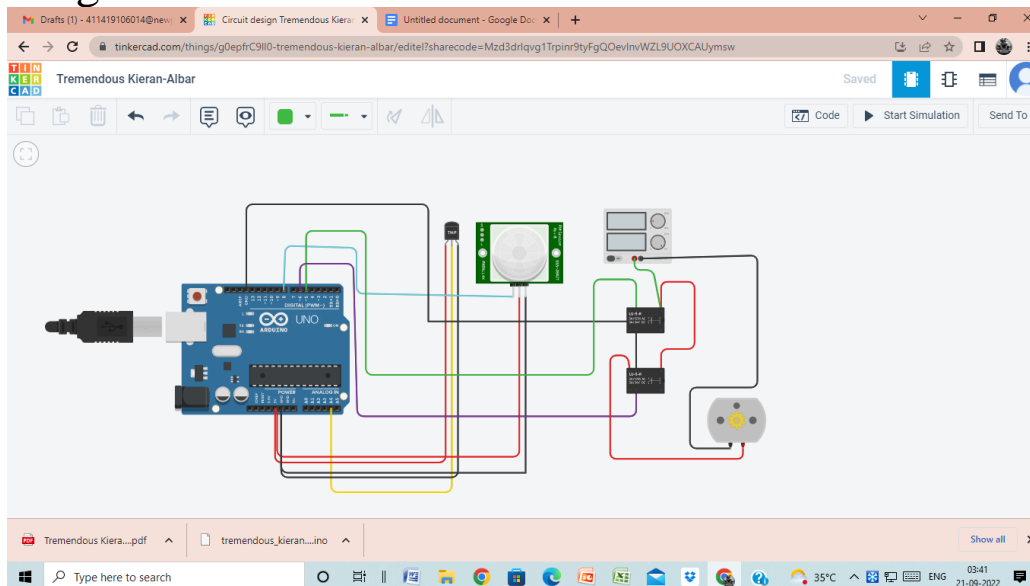 Drafts (1) - 411419106014@newp
Circuit design Tremendous Kieran
Untitled document - Google Doc
tinkercad.com/things/g0epfrC9ll0-tremendous-kieran-albar/editel?sharecode=Mzd3drIqvg1Trpinr9tyFgQOevInvWZL9UOXCAUymsw
TIN
KER
CAD
Tremendous Kieran-Albar
Saved
Code
Start Simulation
Send To
TMP
DIGITAL (PWM~)
UNO
ARDUINO
POWER
ANALOG IN
Tremendous Kiera....pdf
tremendous_kieran....ino
Show all
Type here to search
35°C
ENG
03:41
21-09-2022